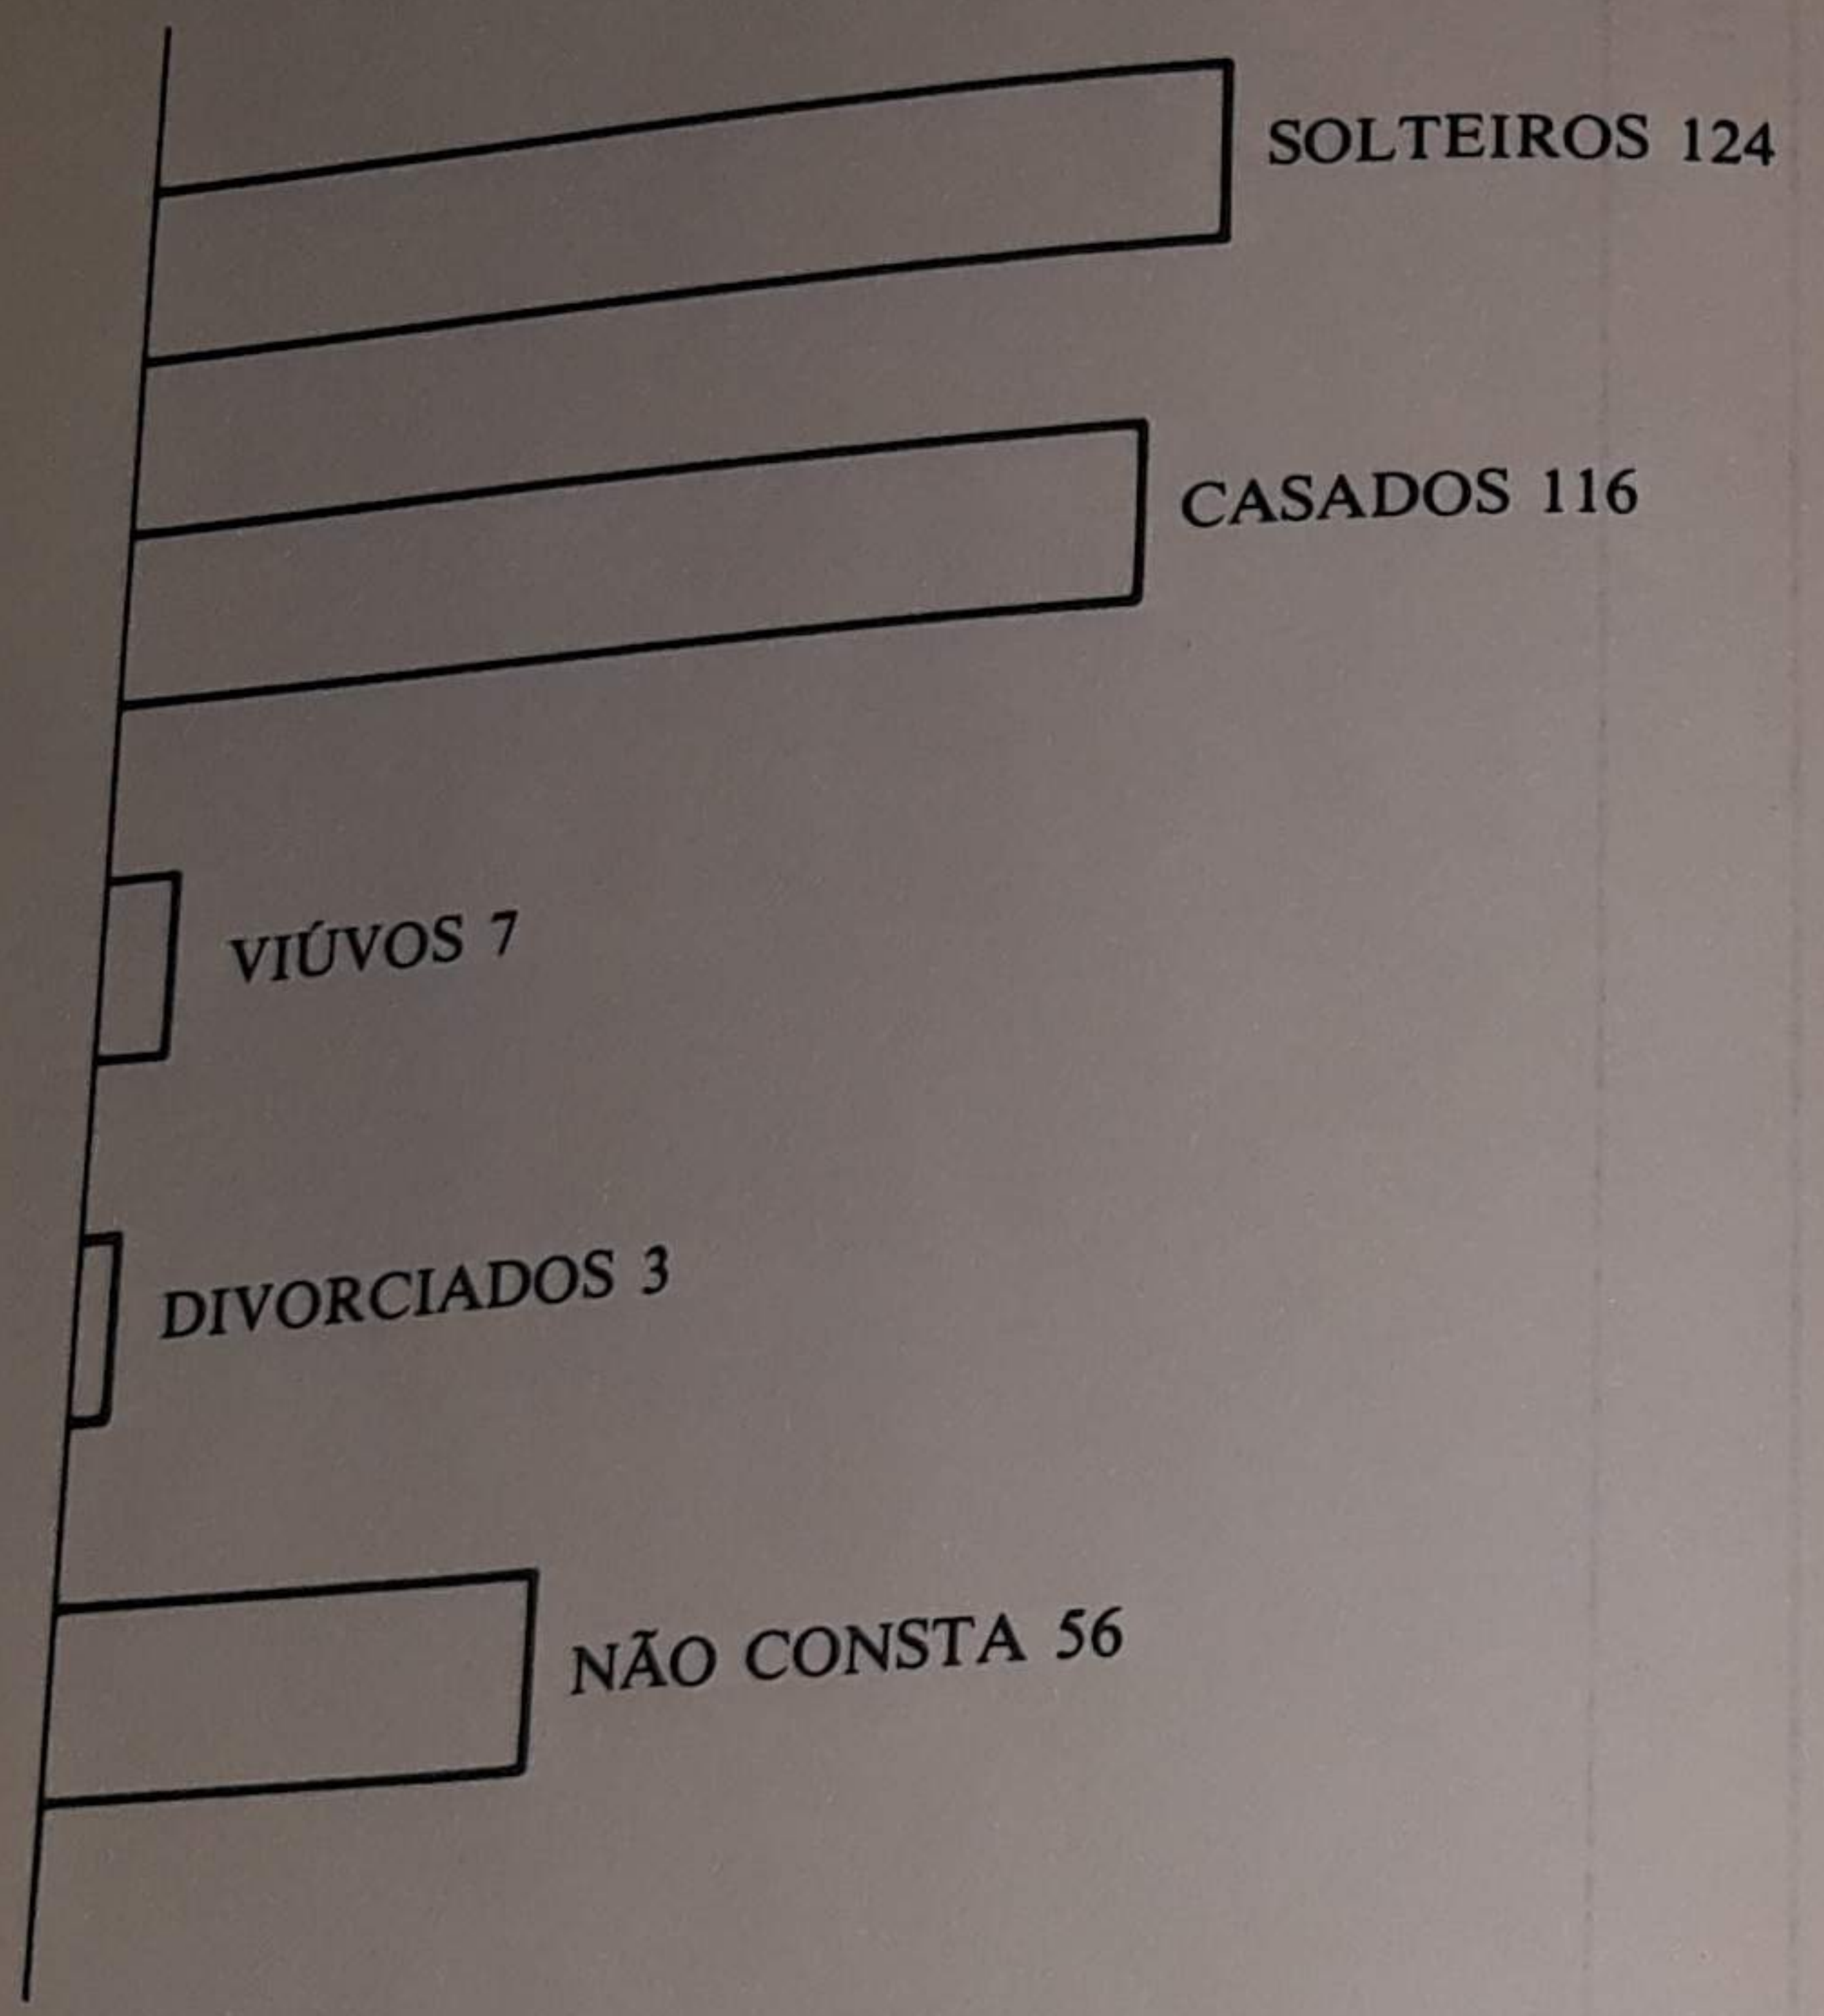 SOLTEIROS 124
CASADOS 116
VIÚVOS 7
DIVORCIADOS 3
NÃO CONSTA 56